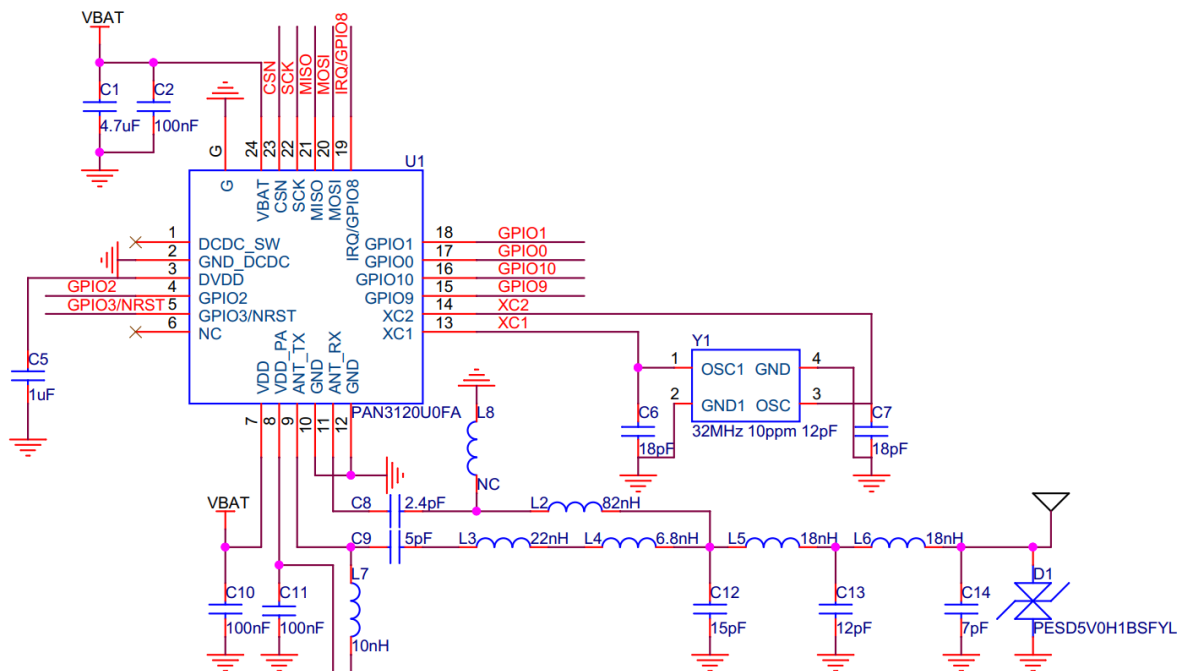 VBAT
C1
4.7uF
C2
100nF
CSN
SCK
MISO
MOSI
IRQ/GPIO8
G
24
23
22
21
20
19
U1
G
VBAT
CSN
SCK
MISO
MOSI
IRQ/GPIO8
1
DCDC_SW
2
GND_DCDC
3
DVDD
GPIO2
4
GPIO2
GPIO3/NRST
5
GPIO3/NRST
6
NC
GPIO1
18
GPIO1
GPIO0
17
GPIO0
GPIO10
16
GPIO10
GPIO9
15
GPIO9
XC2
14
XC2
XC1
13
XC1
VDD
VDD_PA
ANT_TX
GND
ANT_RX
GND
7
8
9
10
11
12
PAN3120U0FA
C5
1uF
Y1
1
OSC1
GND
4
2
GND1
OSC
3
32MHz 10ppm 12pF
C6
18pF
C7
18pF
L8
NC
C8
2.4pF
L2
82nH
VBAT
C9
5pF
L3
22nH
L4
6.8nH
L5
18nH
L6
18nH
C10
100nF
C11
100nF
L7
10nH
C12
15pF
C13
12pF
C14
7pF
D1
PESD5V0H1BSFYL